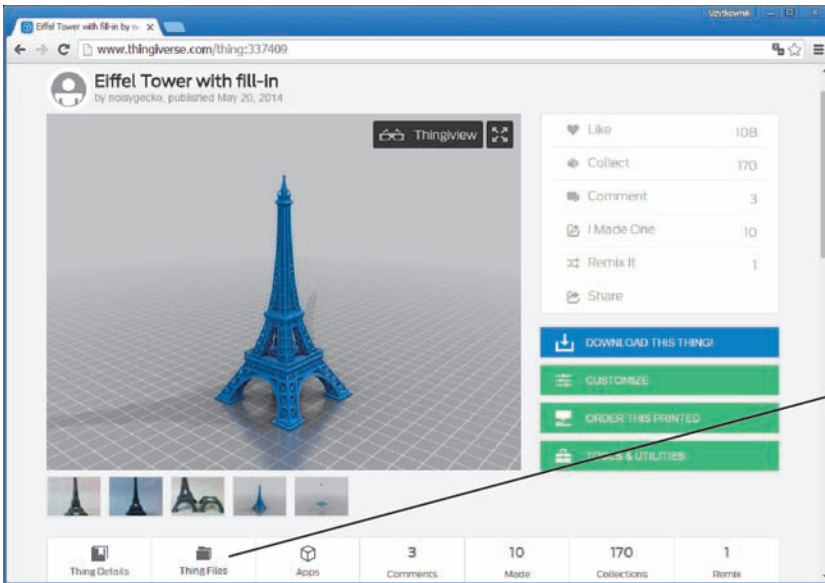 Użytkownik
Eiffel Tower with fill-in by n
www.thingiverse.com/thing:337409
Eiffel Tower with fill-in
by noisygecko, published May 20, 2014
Thingiview
Like 108
Collect 170
Comment 3
I Made One 10
Remix It 1
Share
DOWNLOAD THIS THING!
CUSTOMIZE
ORDER THIS PRINTED
TOOLS & UTILITIES
3 10 170 1
Thing Details Thing Files Apps Comments Made Collections Remix